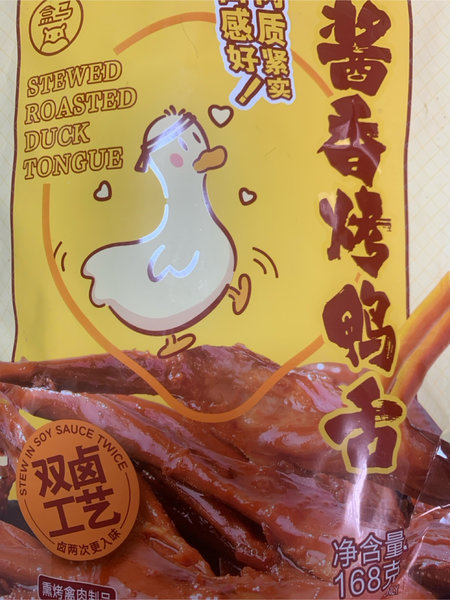 盒马
STEWED
ROASTED
DUCK
TONGUE
质紧实
感好!
酱香烤鸭舌
STEW IN SOY SAUCE TWICE
双卤
工艺
卤两次更入味
熏烤禽肉制品
净含量
168克